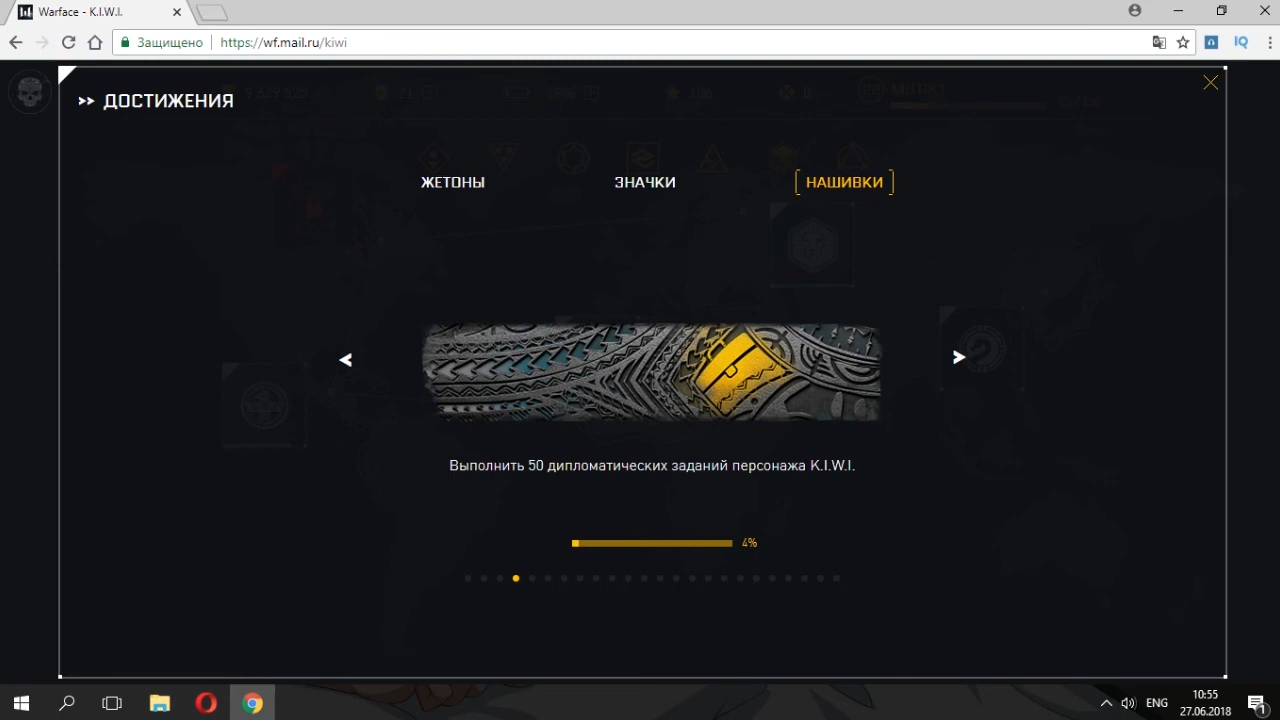 Warface - K.I.W.I.
Защищено
https://wf.mail.ru/kiwi
ДОСТИЖЕНИЯ
ЖЕТОНЫ ЗНАЧКИ НАШИВКИ
Выполнить 50 дипломатических заданий персонажа K.I.W.I.
4%
ENG
10:55
27.06.2018
1